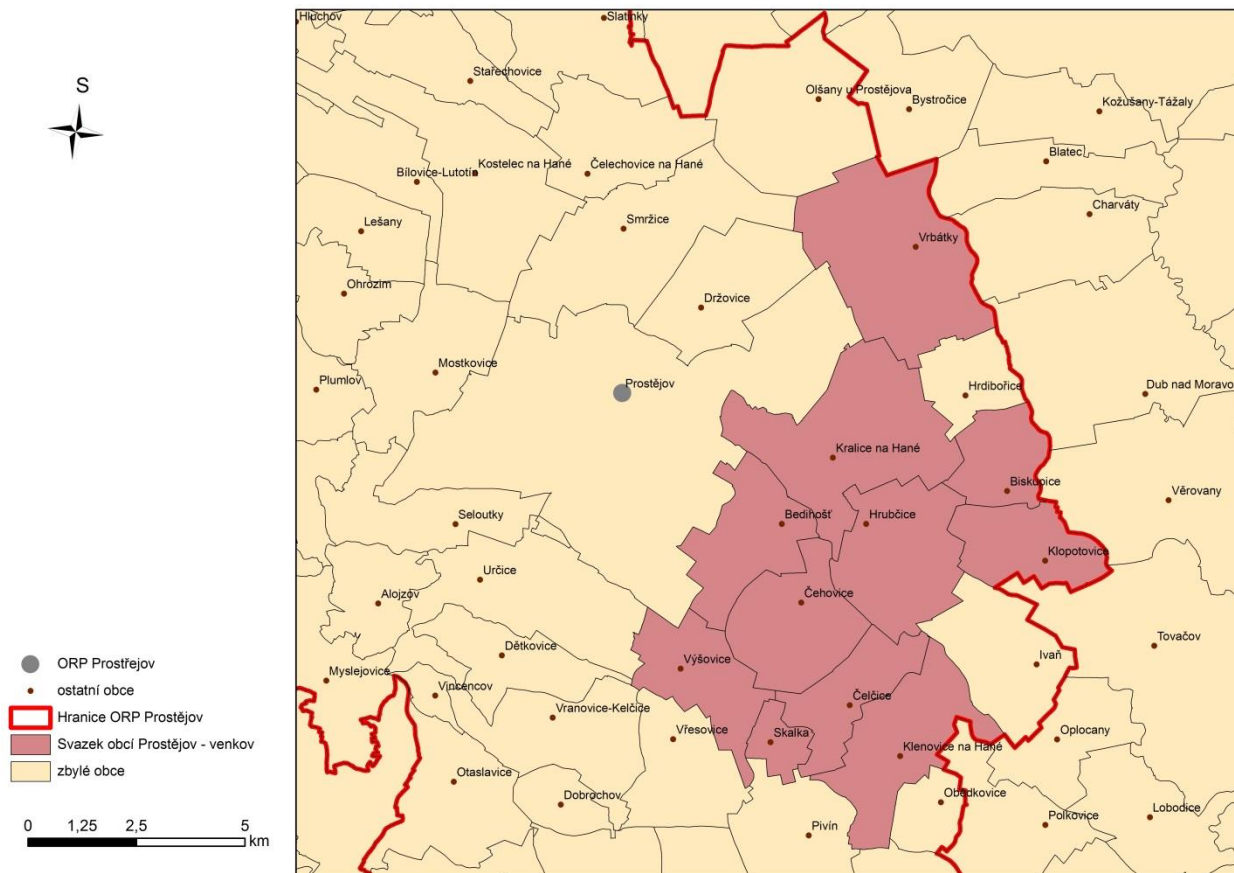 S
ORP Prostřejov
ostatní obce
Hranice ORP Prostějov
Svazek obcí Prostějov - venkov
zbylé obce
0 1,25 2,5 5
km
Hluchov
Slatinky
Stařechovice
Olšany u Prostějova
Bystročice
Kožušany-Tážaly
Blatec
Kostelec na Hané
Čelechovice na Hané
Bílovice-Lutotín
Charváty
Lešany
Smržice
Vrbátky
Ohrozim
Držovice
Mostkovice
Plumlov
Prostějov
Hrdibořice
Dub nad Moravo
Kralice na Hané
Biskupice
Věrovany
Seloutky
Bedihošť
Hrubčice
Klopotovice
Určice
Alojzov
Čehovice
Tovačov
Dětkovice
Ivaň
Výšovice
Myslejovice
Vincencov
Čelčice
Vranovice-Kelčice
Vřesovice
Skalka
Oplocany
Klenovice na Hané
Otaslavice
Dobrochov
Obědkovice
Pivín
Polkovice
Lobodice